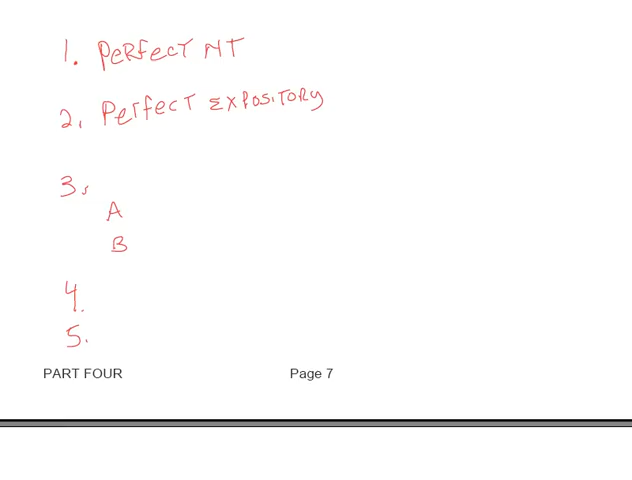 1. PERFECT NT
2. PERFECT EXPOSITORY
3.
A
B
4.
5.
PART FOUR Page 7